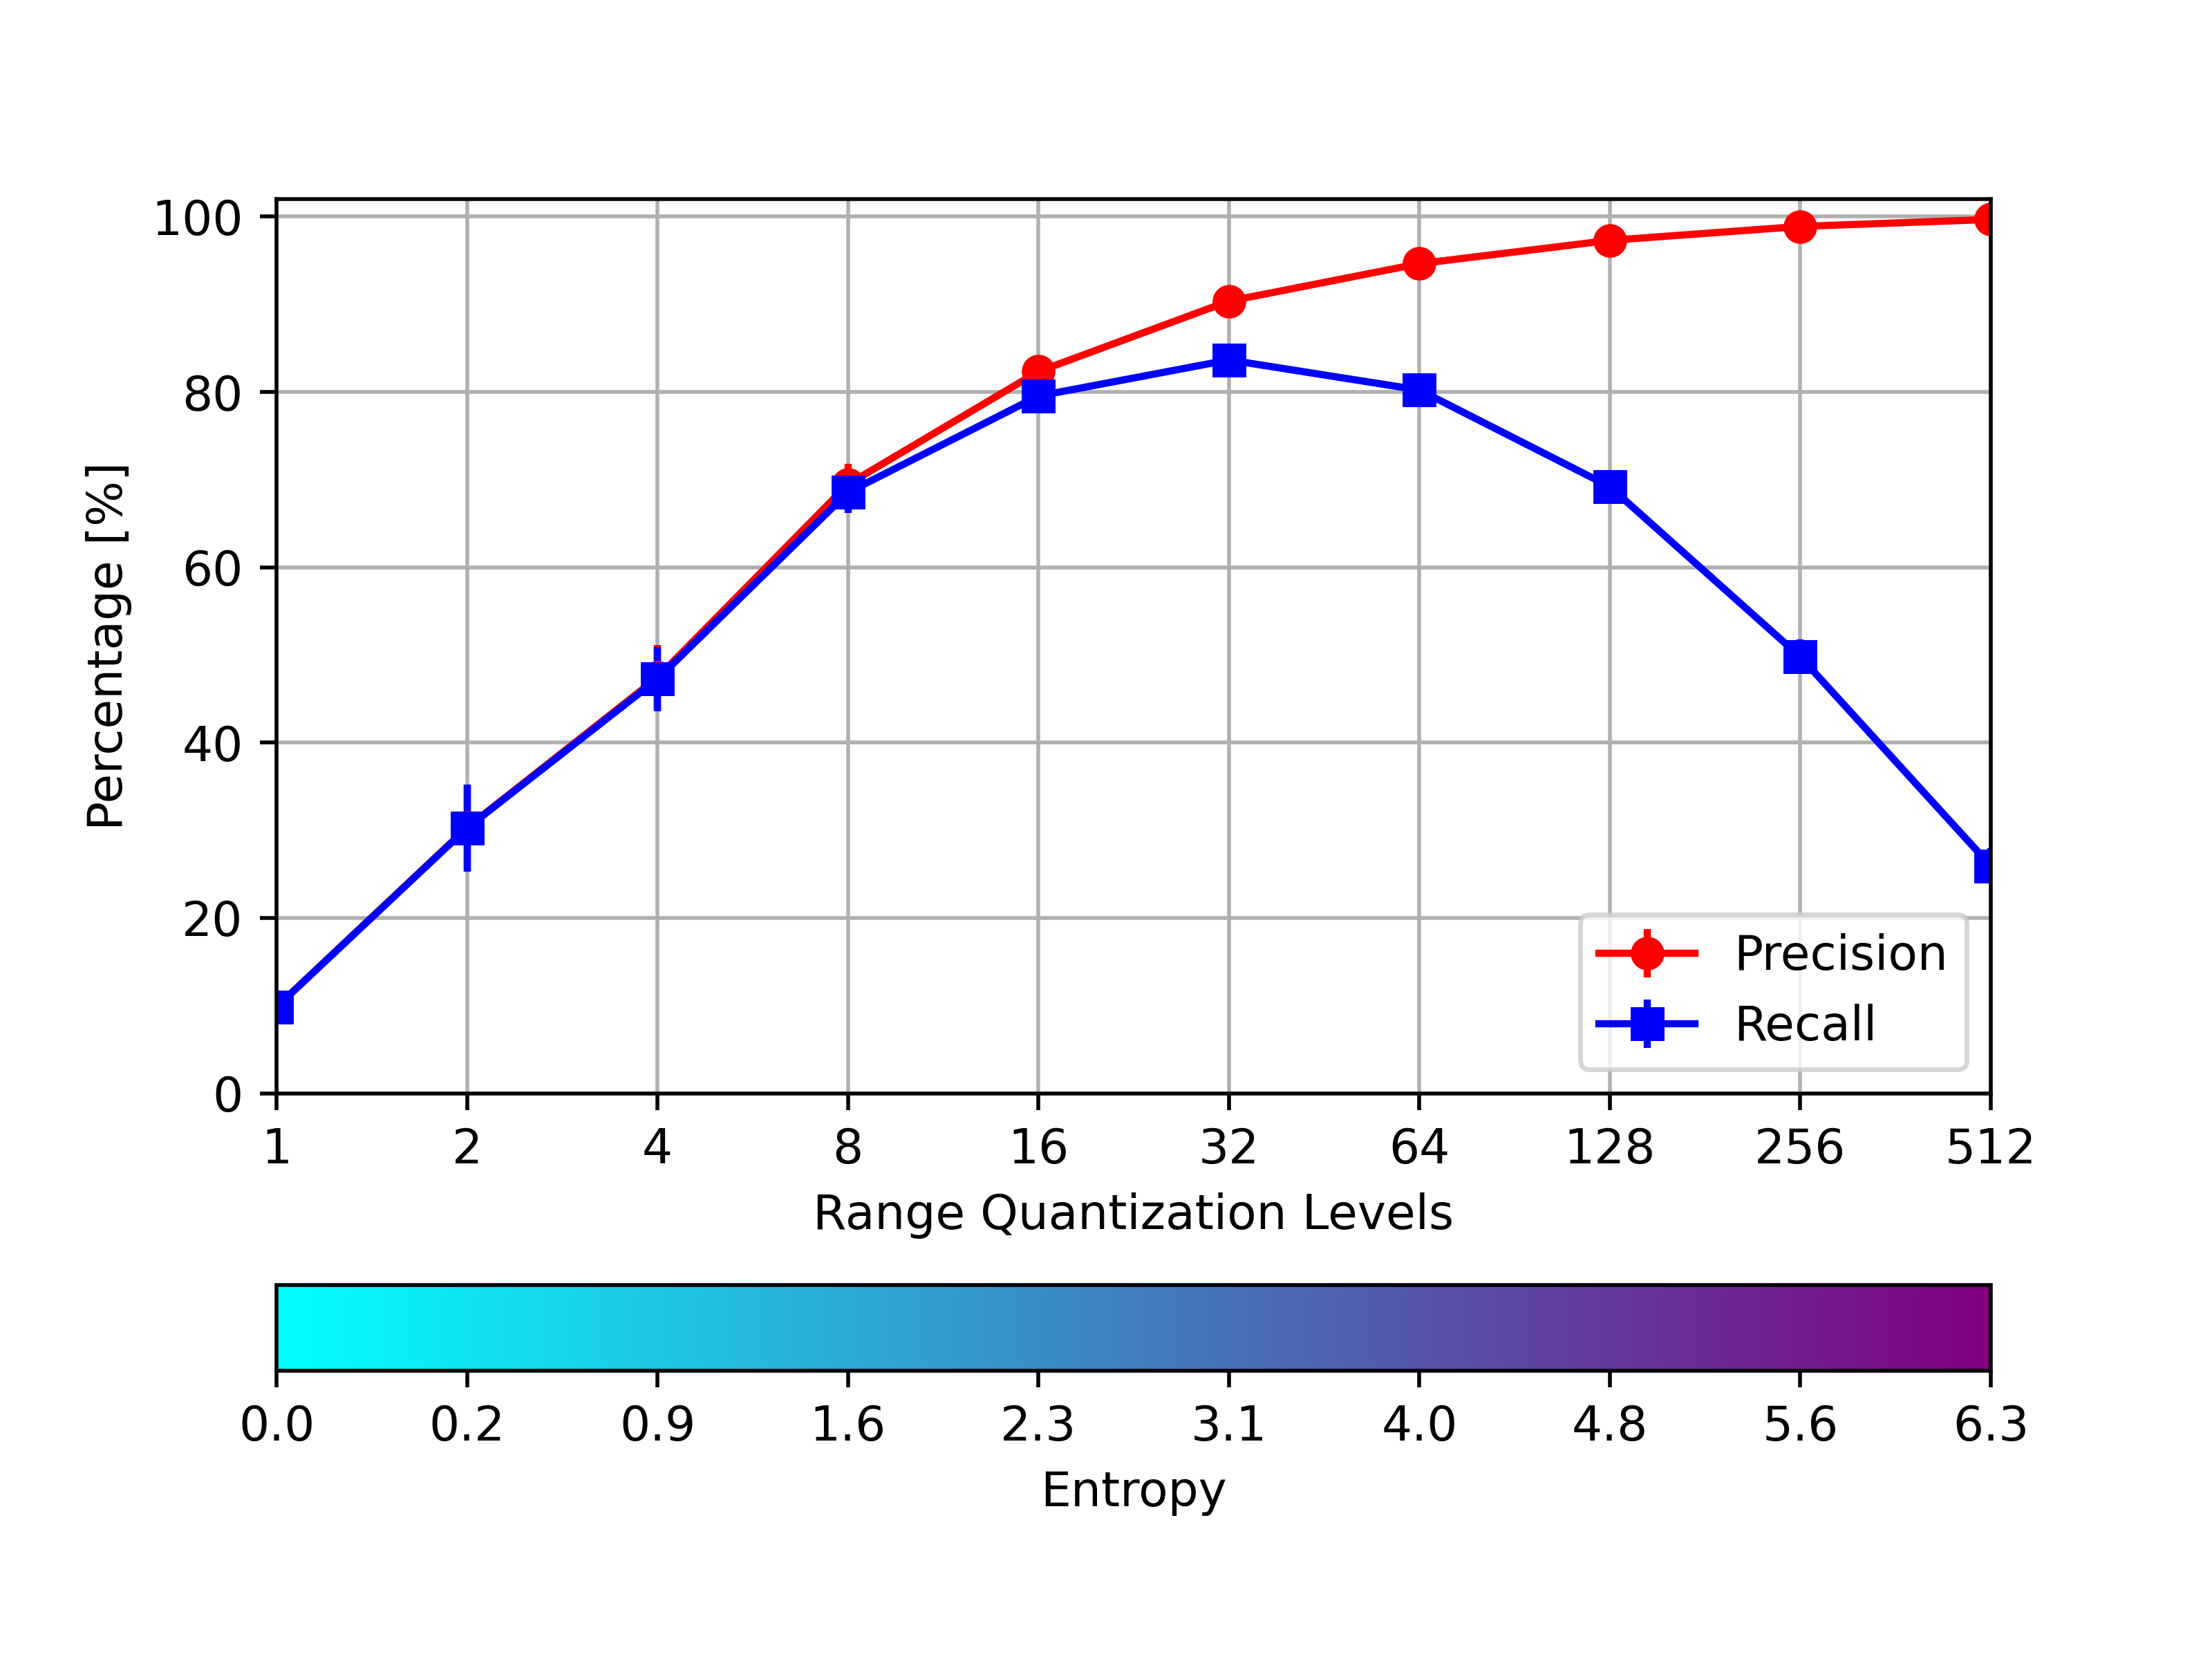 100
80
60
40
20
0
Percentage [%]
Precision
Recall
1 2 4 8 16 32 64 128 256 512
Range Quantization Levels
0.0 0.2 0.9 1.6 2.3 3.1 4.0 4.8 5.6 6.3
Entropy